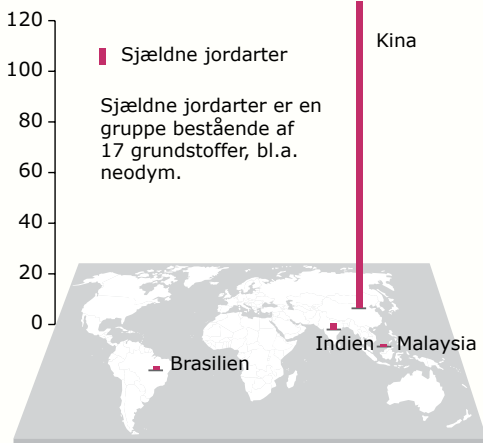 120
100
80
60
40
20
0
Sjældne jordarter
Sjældne jordarter er en
gruppe bestående af
17 grundstoffer, bl.a.
neodym.
Kina
Indien
Malaysia
Brasilien